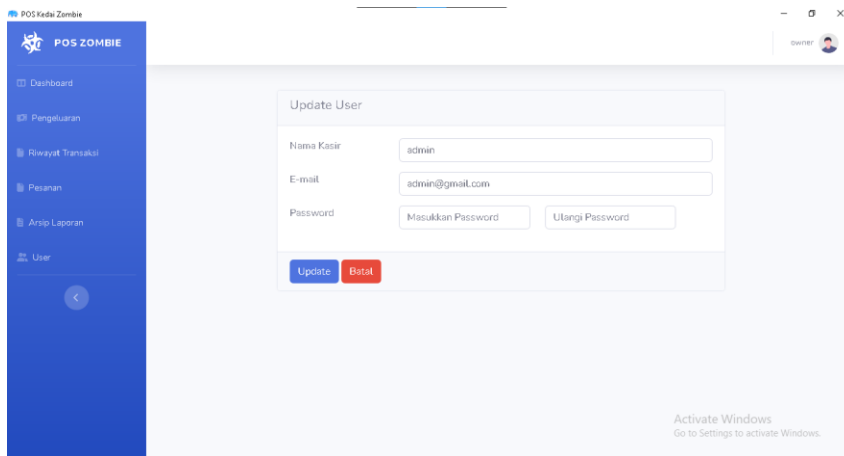 POS Kedai Zombie
POS ZOMBIE
owner
Dashboard
Pengeluaran
Riwayat Transaksi
Pesanan
Arsip Laporan
User
Update User
Nama Kasir
admin
E-mail
admin@gmail.com
Password
Masukkan Password
Ulangi Password
Update
Batal
Activate Windows
Go to Settings to activate Windows.